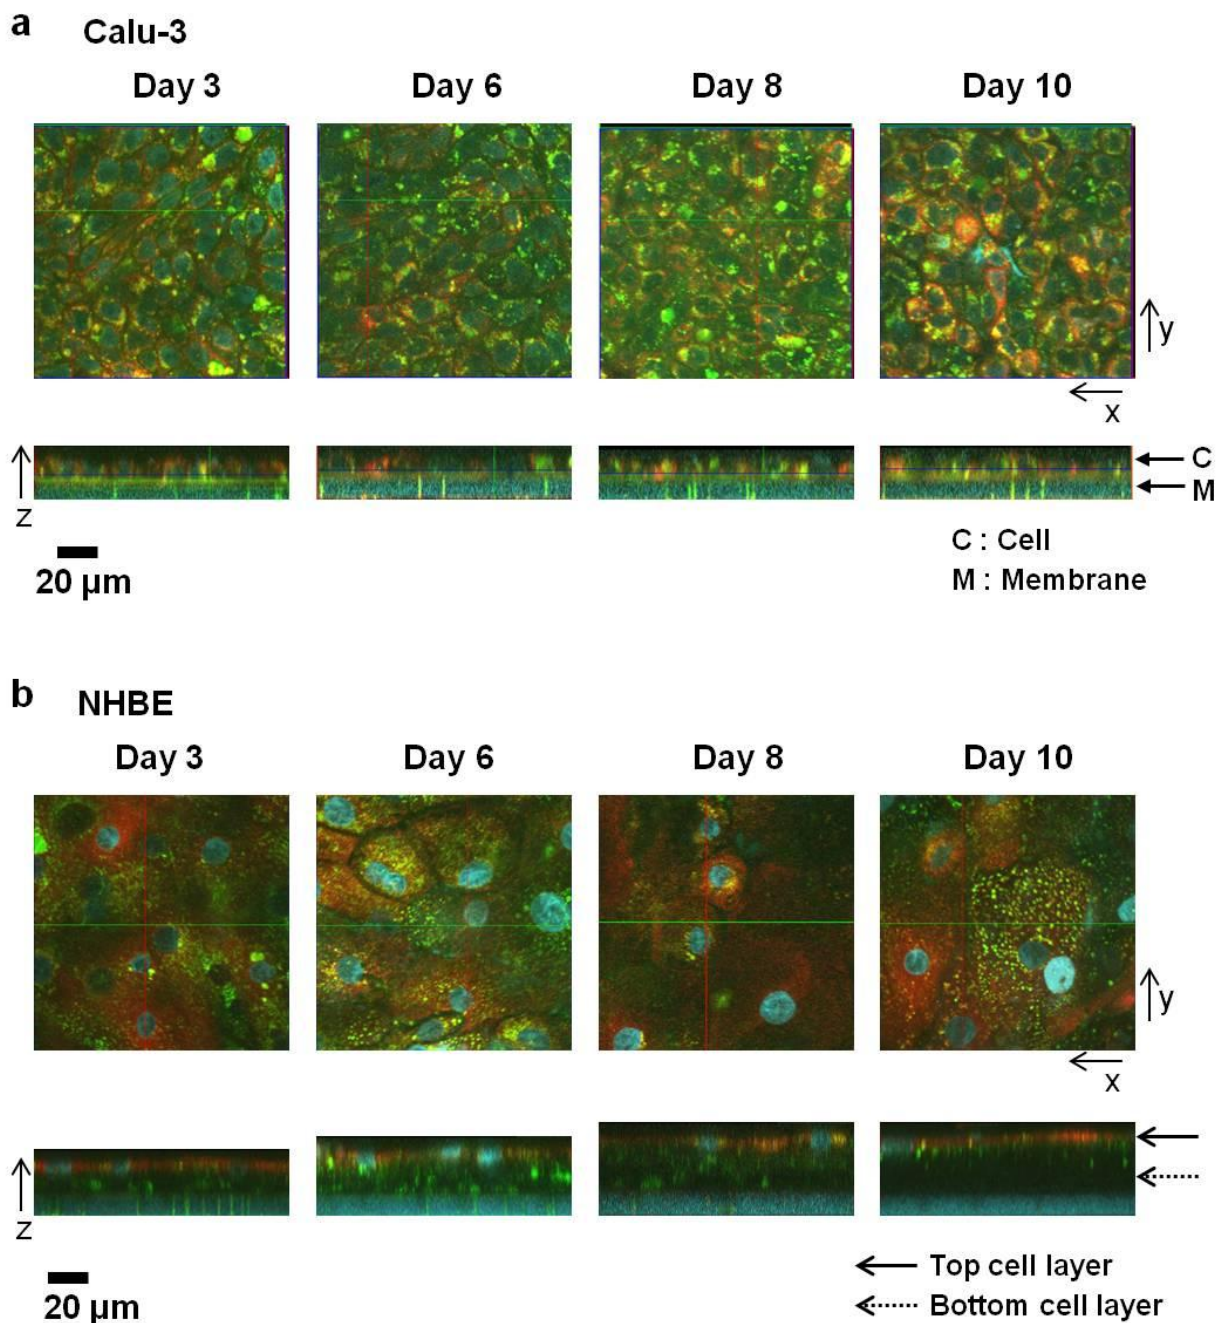 a Calu-3
Day 3 Day 6 Day 8 Day 10
y
x
C
M
z
20 µm
C : Cell
M : Membrane
b NHBE
Day 3 Day 6 Day 8 Day 10
y
x
z
Top cell layer
20 µm
Bottom cell layer